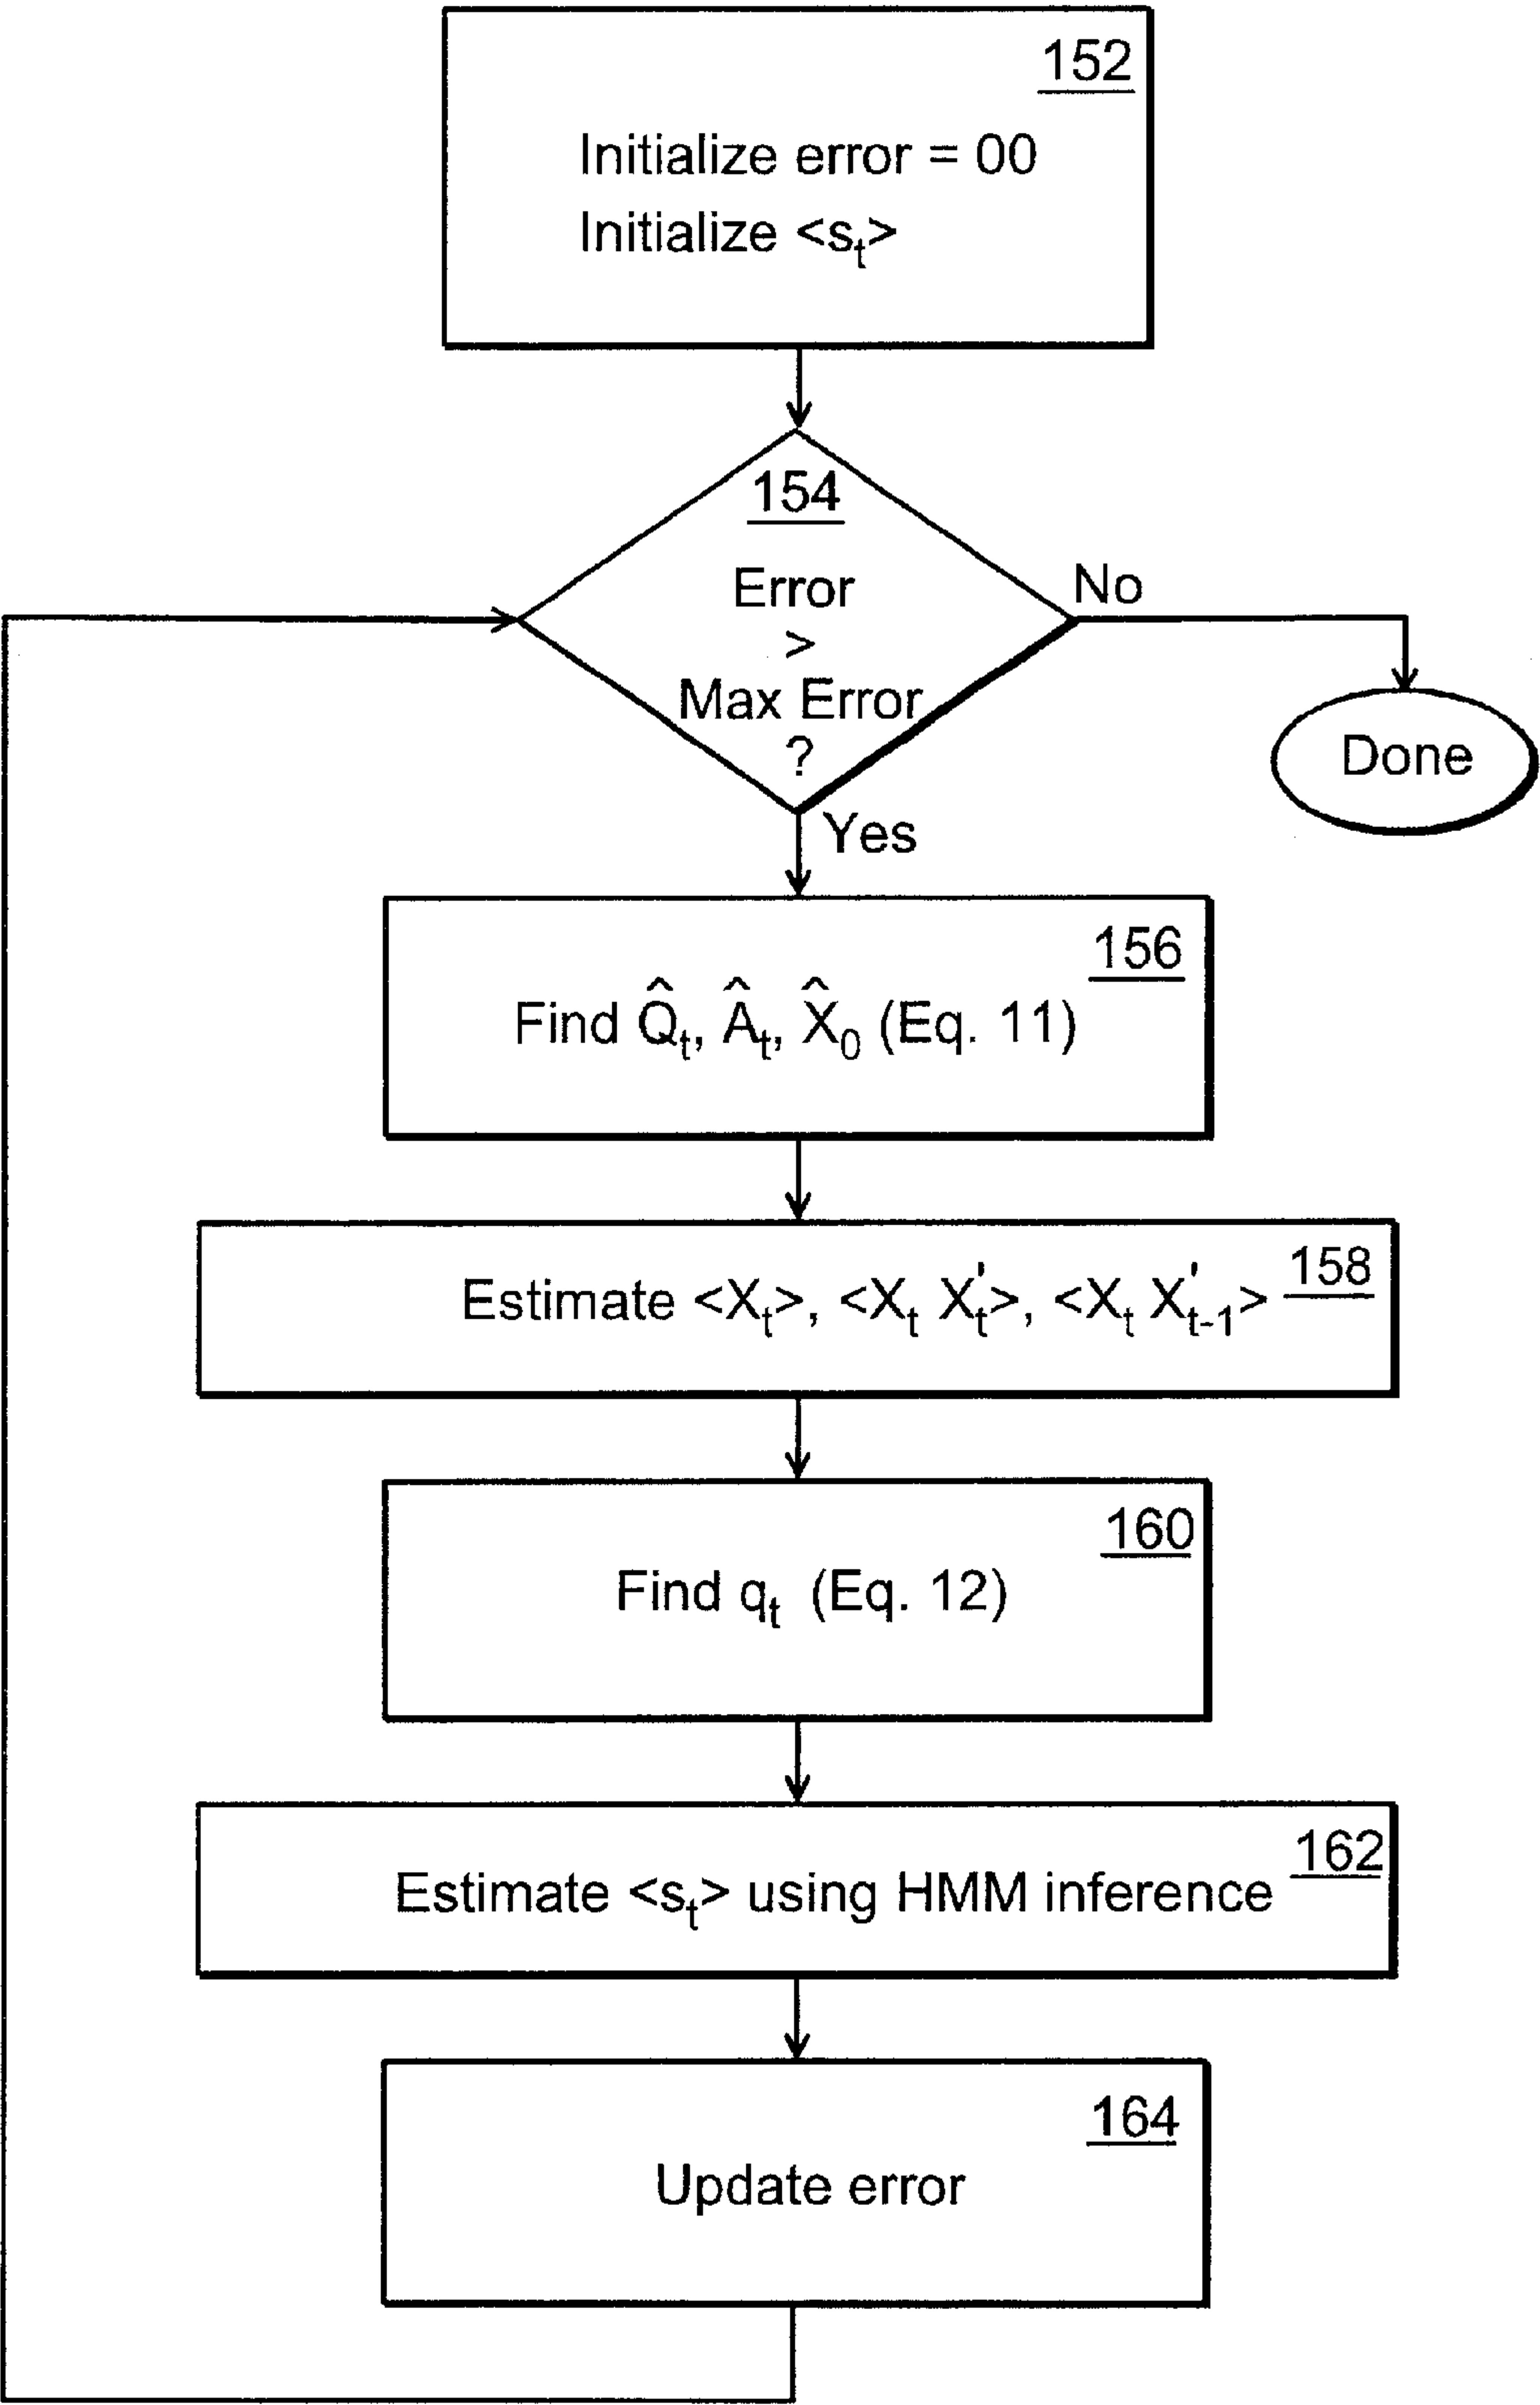 152
Initialize error = 00
Initialize <s_t>
154
Error
>
Max Error
?
No
Done
Yes
156
Find Q̂_t, Â_t, X̂_0 (Eq. 11)
158
Estimate <X_t>, <X_t X'_t>, <X_t X'_{t-1}>
160
Find q_t (Eq. 12)
162
Estimate <s_t> using HMM inference
164
Update error